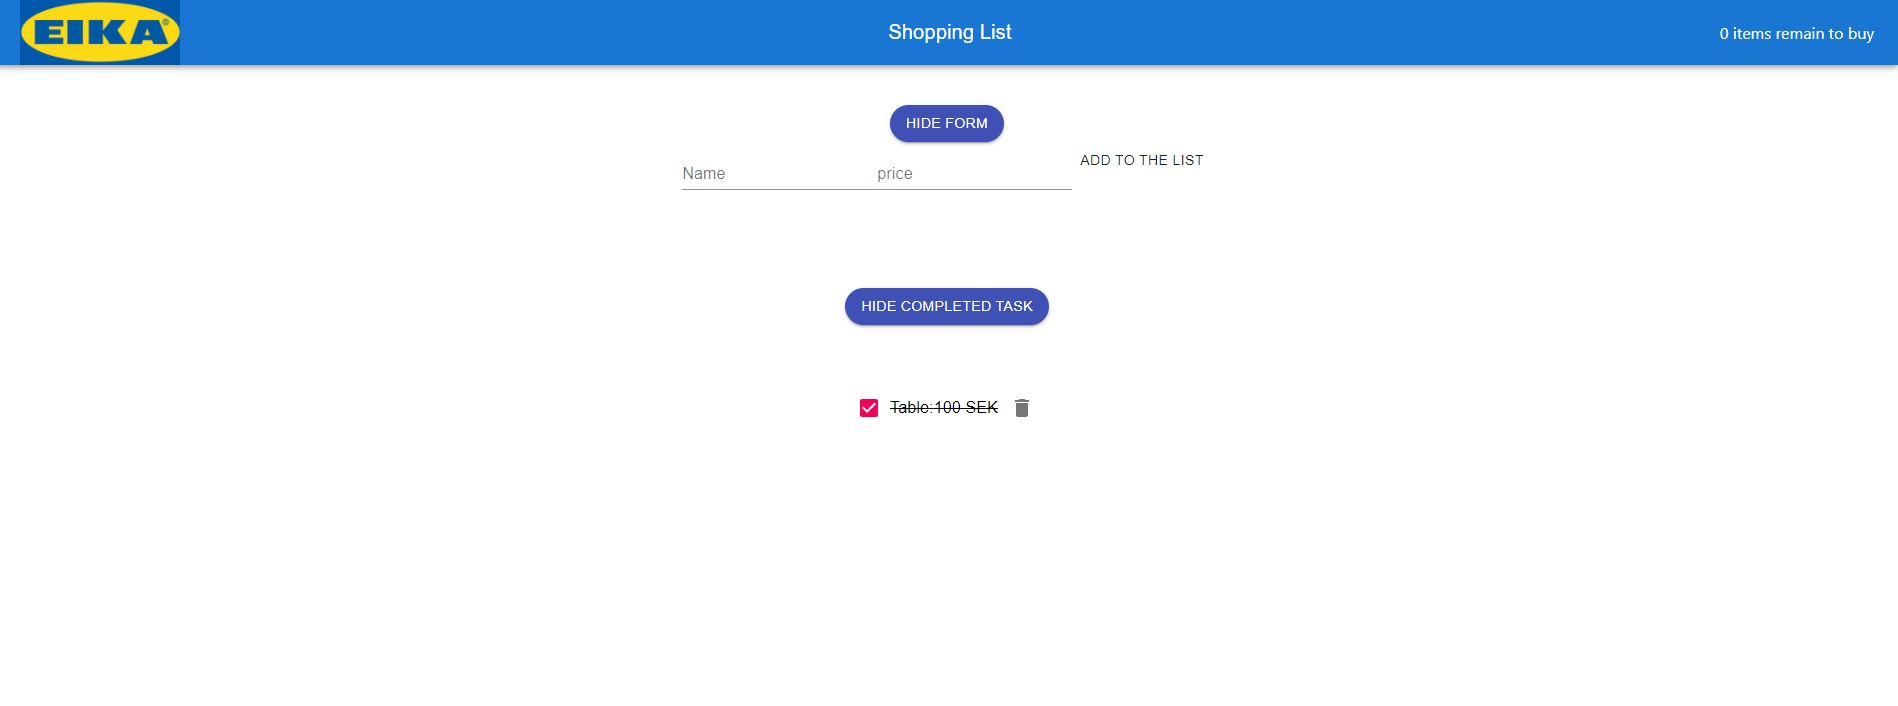 EIKA®
Shopping List
0 items remain to buy
HIDE FORM
Name
price
ADD TO THE LIST
HIDE COMPLETED TASK
Table:100 SEK